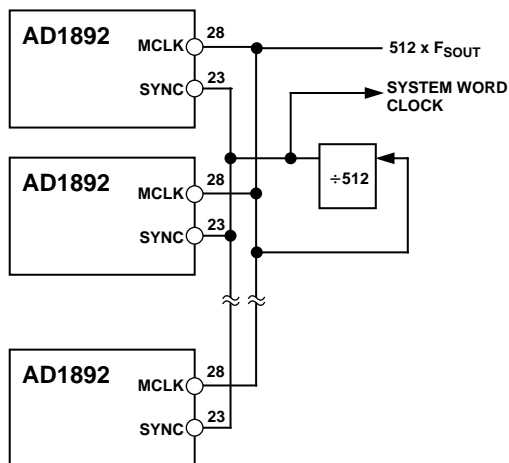 AD1892
MCLK 28
SYNC 23
512 x FSOUT
SYSTEM WORD
CLOCK
÷512
AD1892
MCLK 28
SYNC 23
AD1892
MCLK 28
SYNC 23